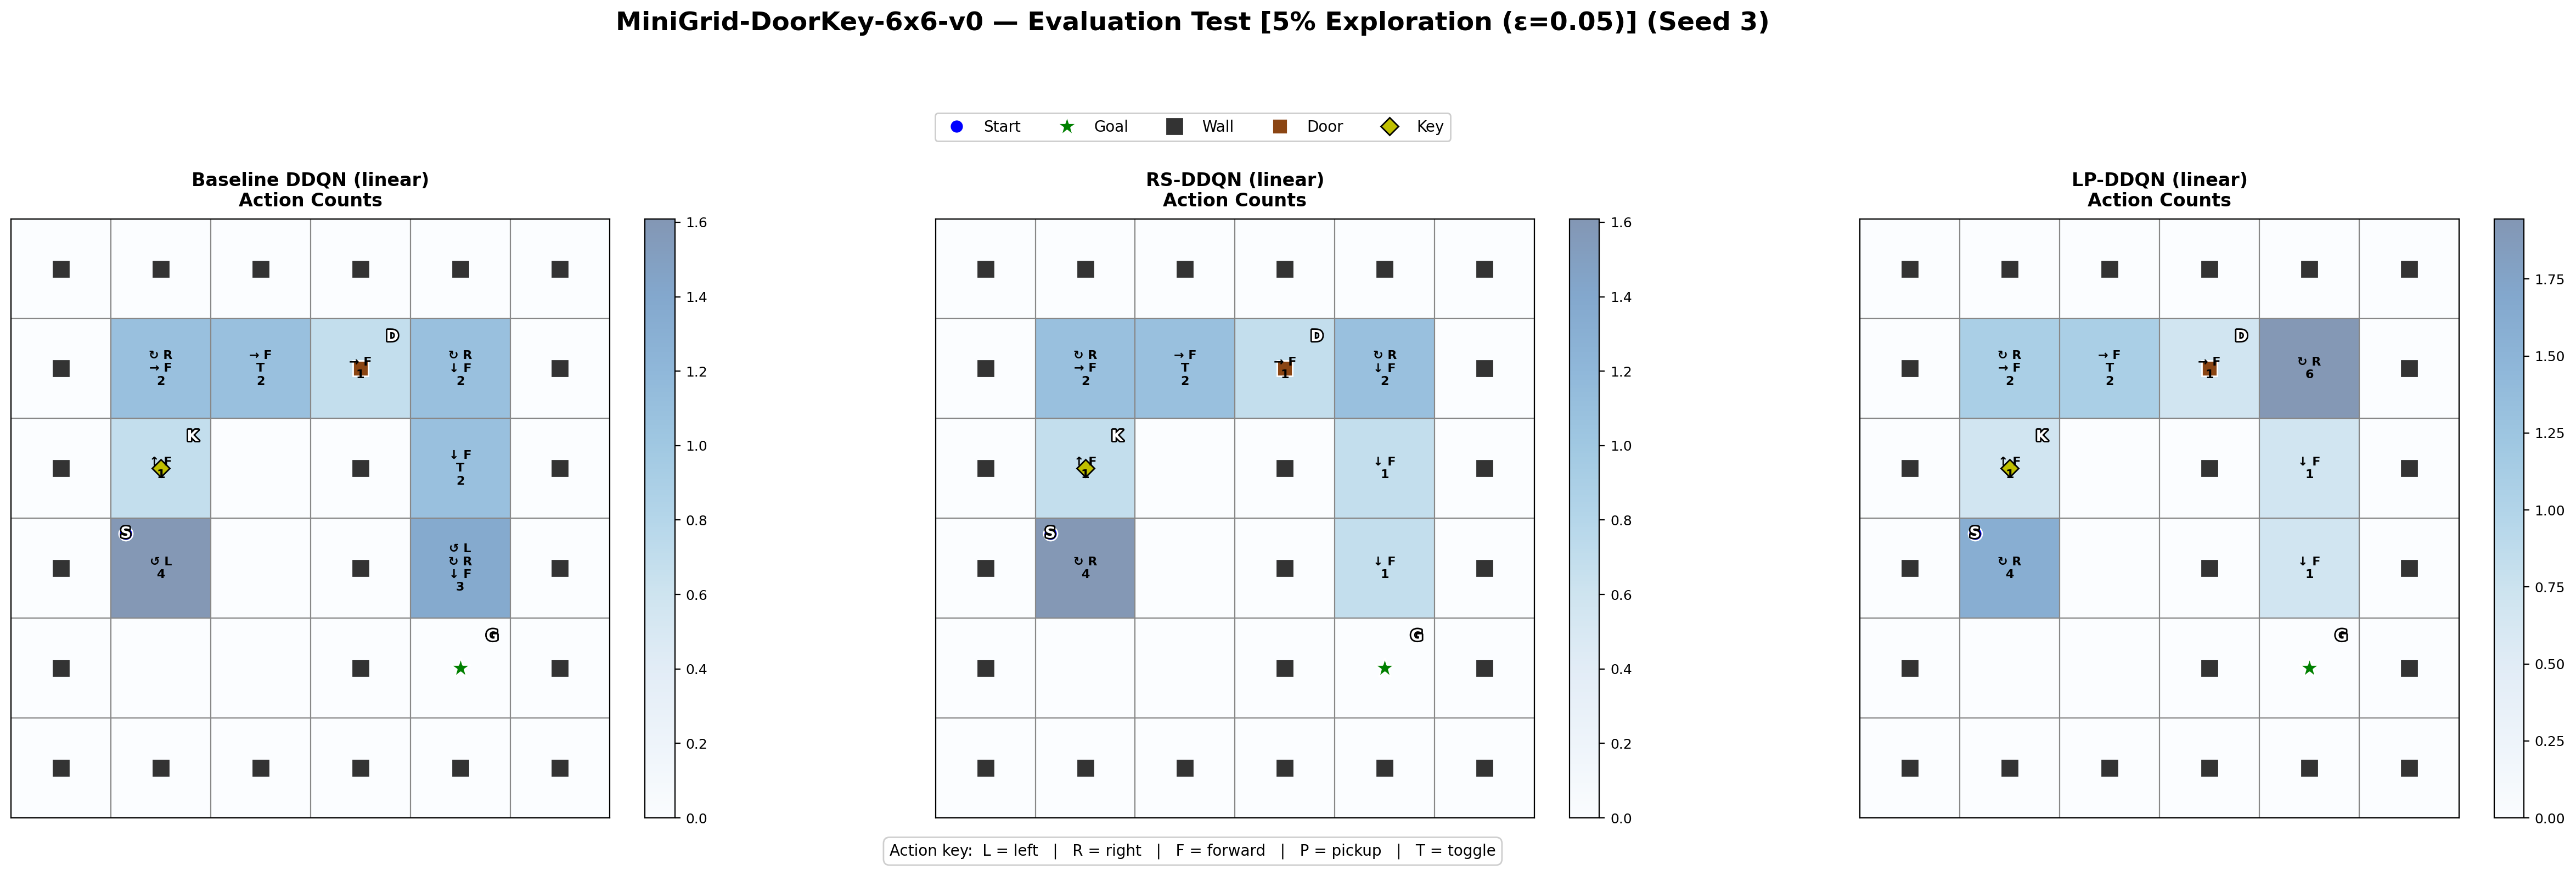 MiniGrid-DoorKey-6x6-v0 — Evaluation Test [5% Exploration (ε=0.05)] (Seed 3)
Start Goal Wall Door Key
Baseline DDQN (linear)
Action Counts
D
↻ R
→ F
2
→ F
T
2
→ F
1
↻ R
↓ F
2
K
↑ F
1
↓ F
T
2
S
↺ L
4
↺ L
↻ R
↓ F
3
G
1.6
1.4
1.2
1.0
0.8
0.6
0.4
0.2
0.0
RS-DDQN (linear)
Action Counts
D
↻ R
→ F
2
→ F
T
2
→ F
1
↻ R
↓ F
2
K
↑ F
1
↓ F
1
S
↻ R
4
↓ F
1
G
1.6
1.4
1.2
1.0
0.8
0.6
0.4
0.2
0.0
LP-DDQN (linear)
Action Counts
D
↻ R
→ F
2
→ F
T
2
→ F
1
↻ R
6
K
↑ F
1
↓ F
1
S
↻ R
4
↓ F
1
G
1.75
1.50
1.25
1.00
0.75
0.50
0.25
0.00
Action key: L = left | R = right | F = forward | P = pickup | T = toggle